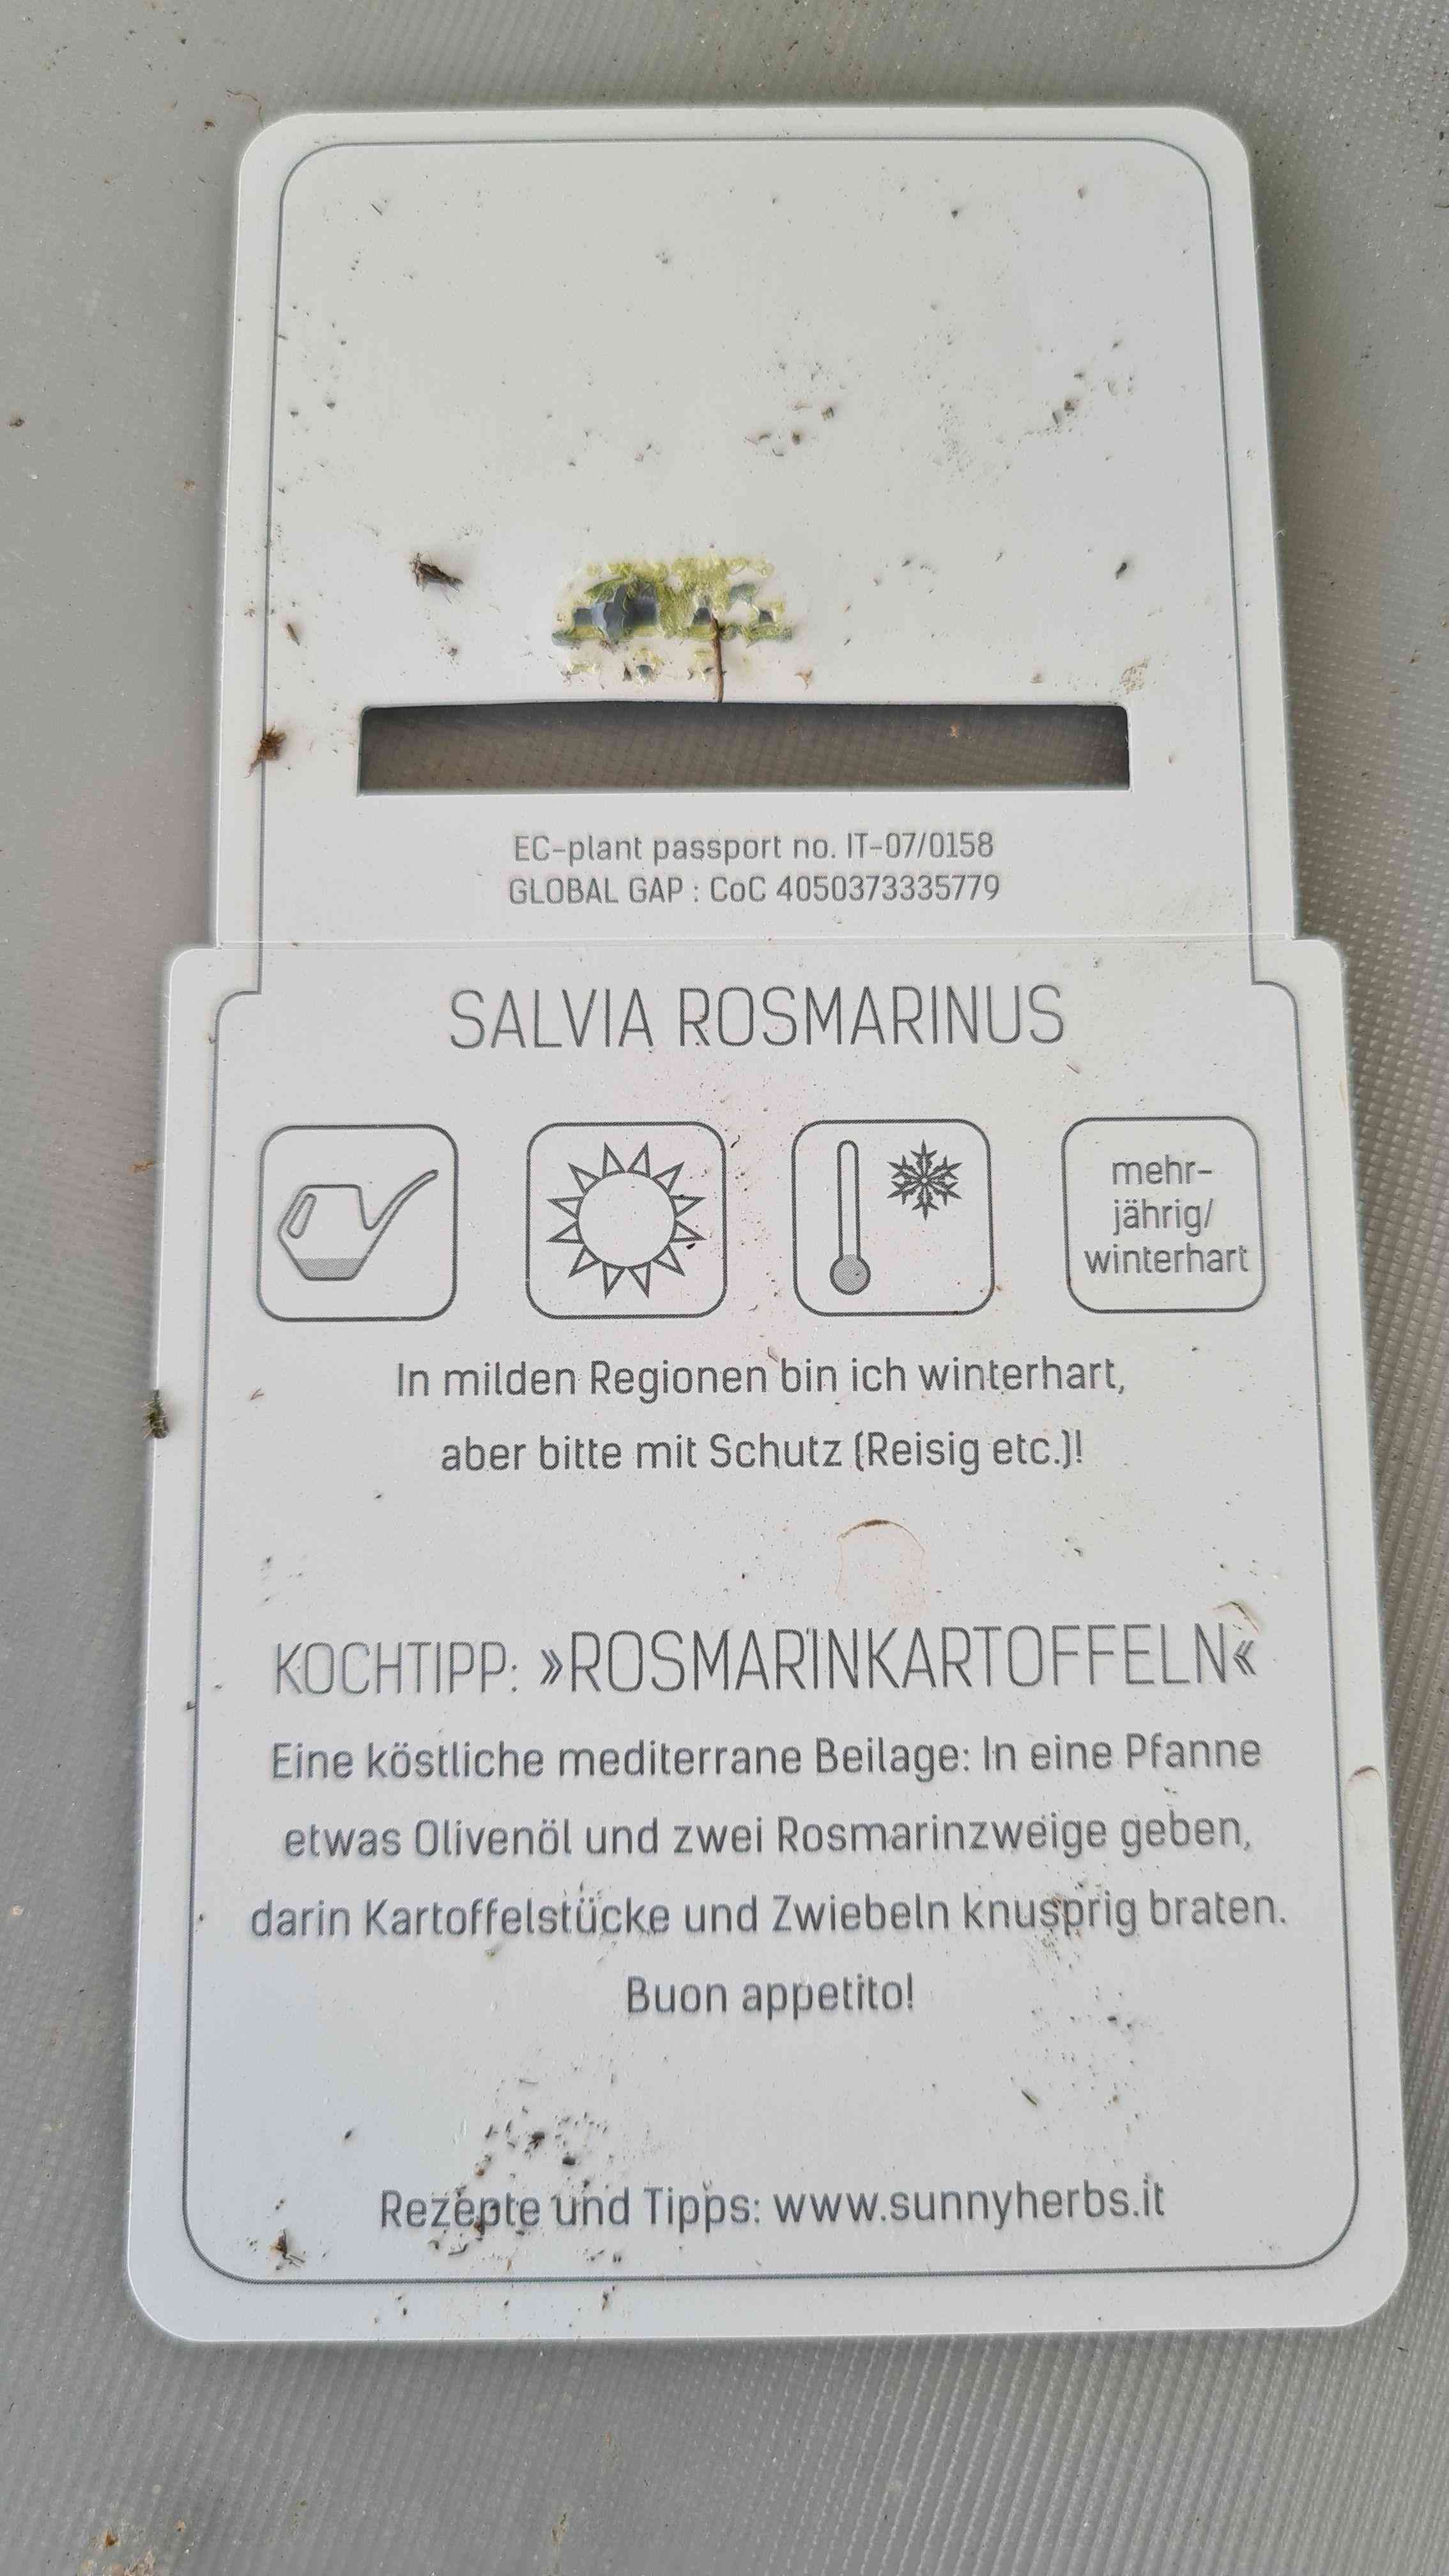 EC-plant passport no. IT-07/0158
GLOBAL GAP : CoC 4050373335779
SALVIA ROSMARINUS
mehr-
jährig/
winterhart
In milden Regionen bin ich winterhart,
aber bitte mit Schutz (Reisig etc.)!
KOCHTIPP: »ROSMARINKARTOFFELN«
Eine köstliche mediterrane Beilage: In eine Pfanne
etwas Olivenöl und zwei Rosmarinzweige geben,
darin Kartoffelstücke und Zwiebeln knusprig braten.
Buon appetito!
Rezepte und Tipps: www.sunnyherbs.it